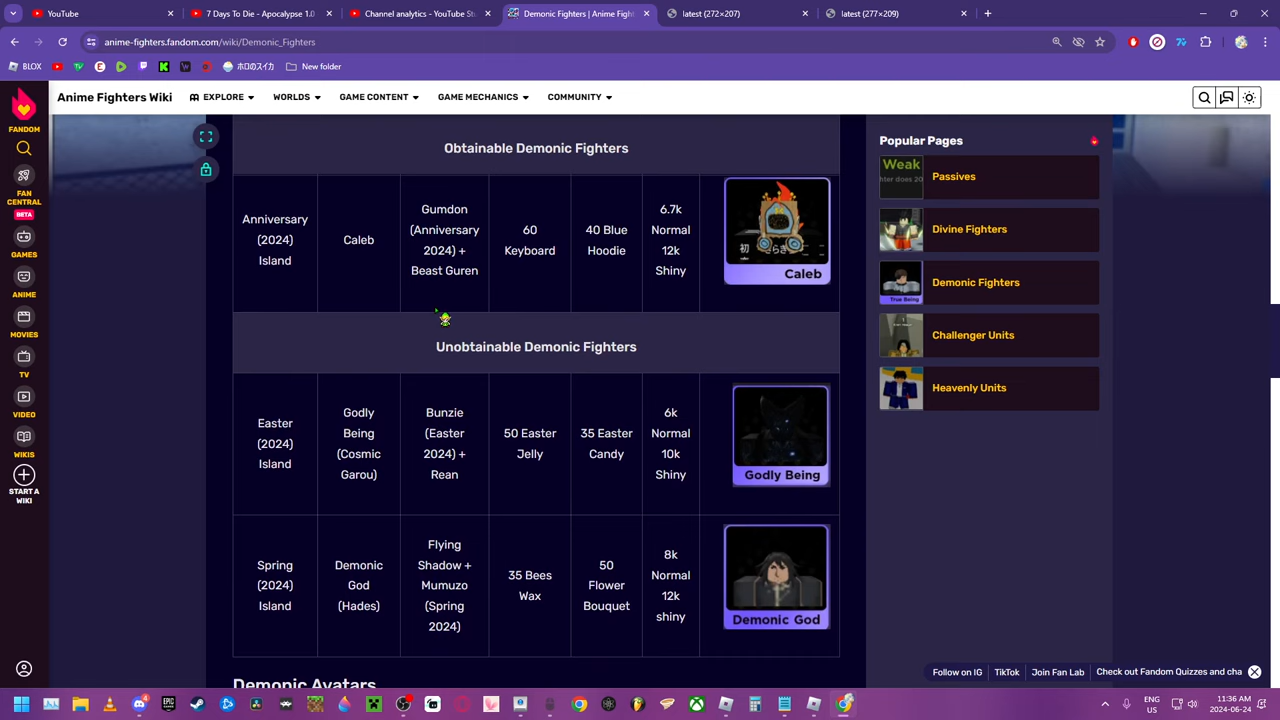 YouTube
7 Days To Die - Apocalypse 1.0
Channel analytics - YouTube St
Demonic Fighters | Anime Fight
latest (272×207)
latest (277×209)
anime-fighters.fandom.com/wiki/Demonic_Fighters
BLOX
ホロのスイカ
New folder
Anime Fighters Wiki
EXPLORE
WORLDS
GAME CONTENT
GAME MECHANICS
COMMUNITY
FANDOM
FAN
CENTRAL
BETA
GAMES
ANIME
MOVIES
TV
VIDEO
WIKIS
START A
WIKI
Obtainable Demonic Fighters
Anniversary
(2024)
Island
Caleb
Gumdon
(Anniversary
2024) +
Beast Guren
60
Keyboard
40 Blue
Hoodie
6.7k
Normal
12k
Shiny
Caleb
Unobtainable Demonic Fighters
Easter
(2024)
Island
Godly
Being
(Cosmic
Garou)
Bunzie
(Easter
2024) +
Rean
50 Easter
Jelly
35 Easter
Candy
6k
Normal
10k
Shiny
Godly Being
Spring
(2024)
Island
Demonic
God
(Hades)
Flying
Shadow +
Mumuzo
(Spring
2024)
35 Bees
Wax
50
Flower
Bouquet
8k
Normal
12k
shiny
Demonic God
Demonic Avatars
Popular Pages
Weak
hter does 20
Passives
Divine Fighters
True Being
Demonic Fighters
Challenger Units
Heavenly Units
Follow on IG
TikTok
Join Fan Lab
Check out Fandom Quizzes and cha
ENG
US
11:36 AM
2024-06-24